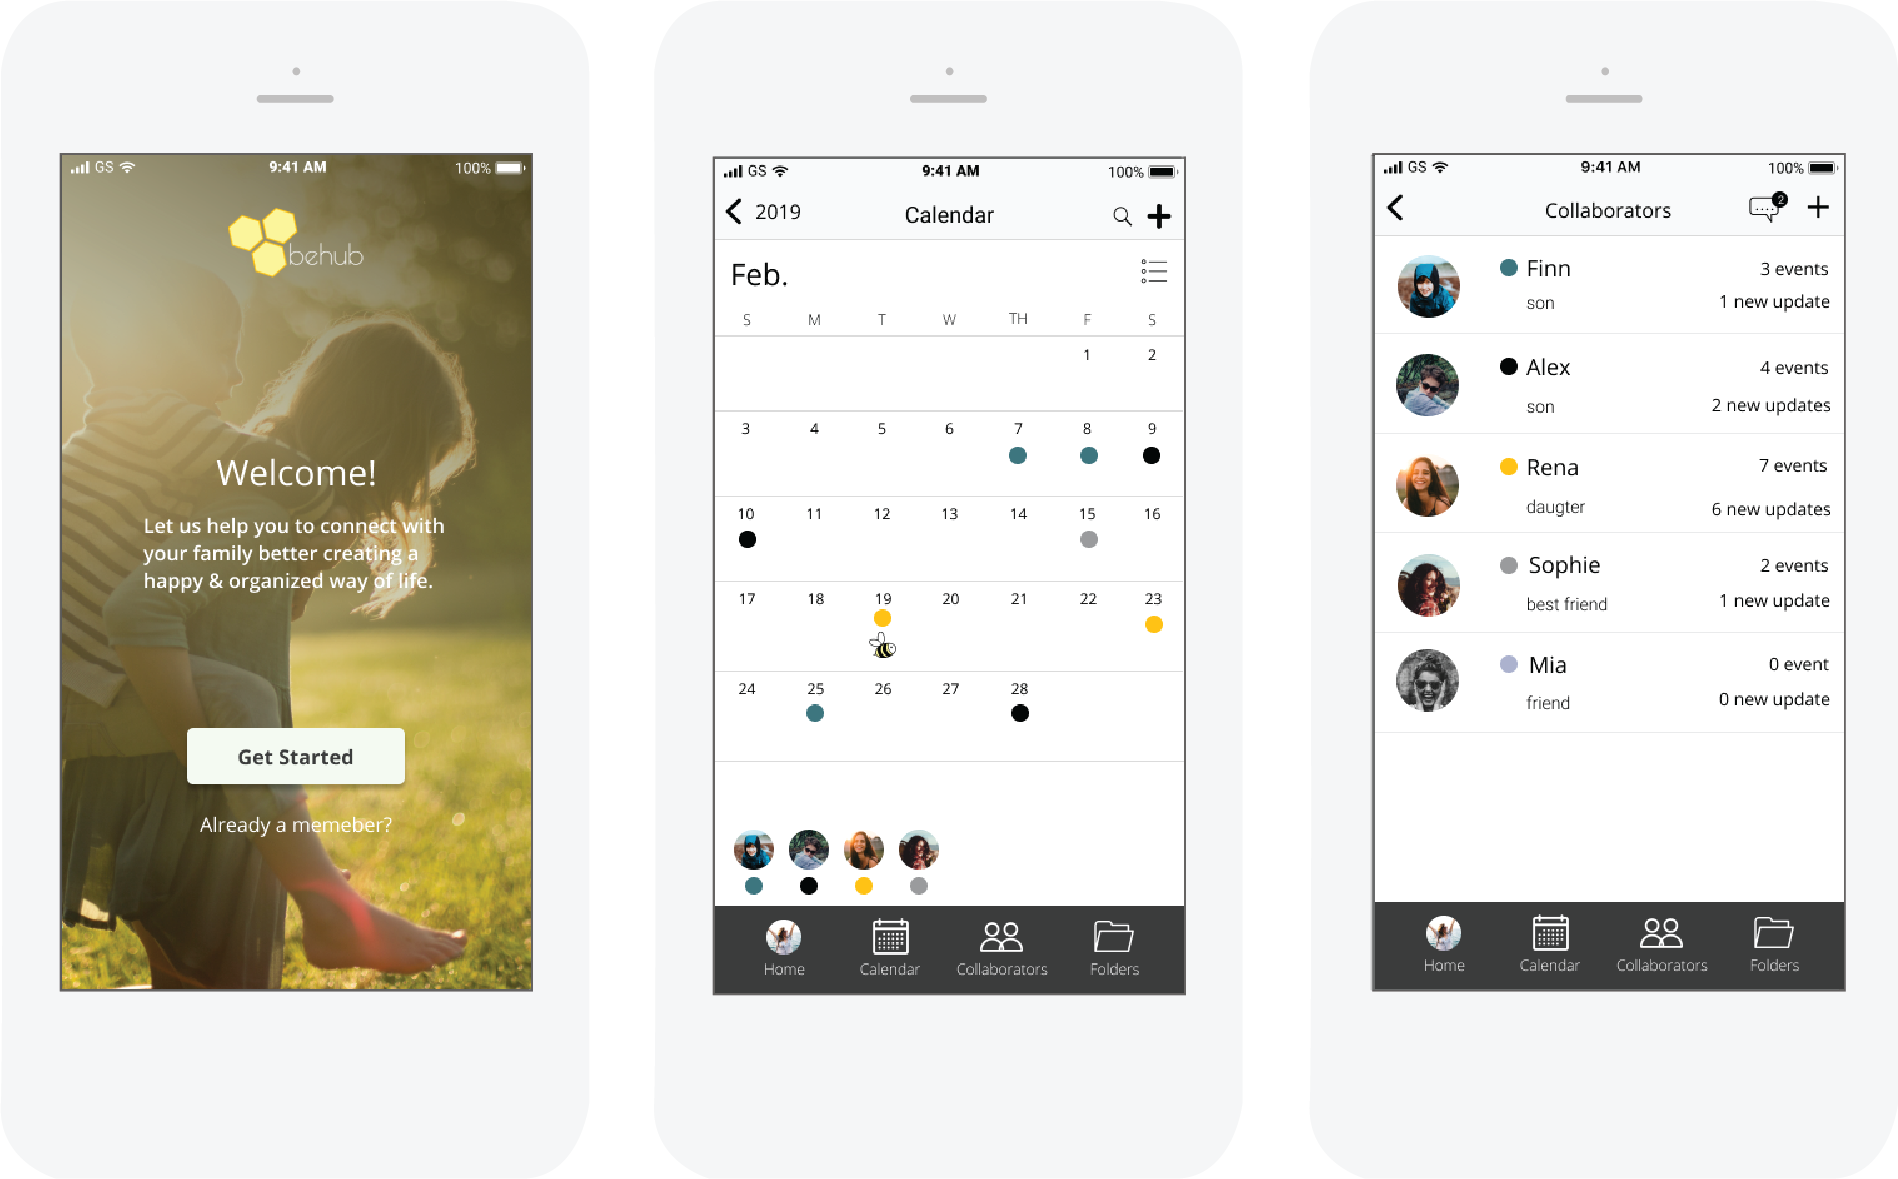 GS 9:41 AM 100%
behub
Welcome!
Let us help you to connect with
your family better creating a
happy & organized way of life.
Get Started
Already a memeber?
GS 9:41 AM 100%
2019 Calendar
Feb.
S M T W TH F S
1 2
3 4 5 6 7 8 9
10 11 12 13 14 15 16
17 18 19 20 21 22 23
24 25 26 27 28
Home Calendar Collaborators Folders
GS 9:41 AM 100%
Collaborators 2
Finn 3 events
son 1 new update
Alex 4 events
son 2 new updates
Rena 7 events
daugter 6 new updates
Sophie 2 events
best friend 1 new update
Mia 0 event
friend 0 new update
Home Calendar Collaborators Folders